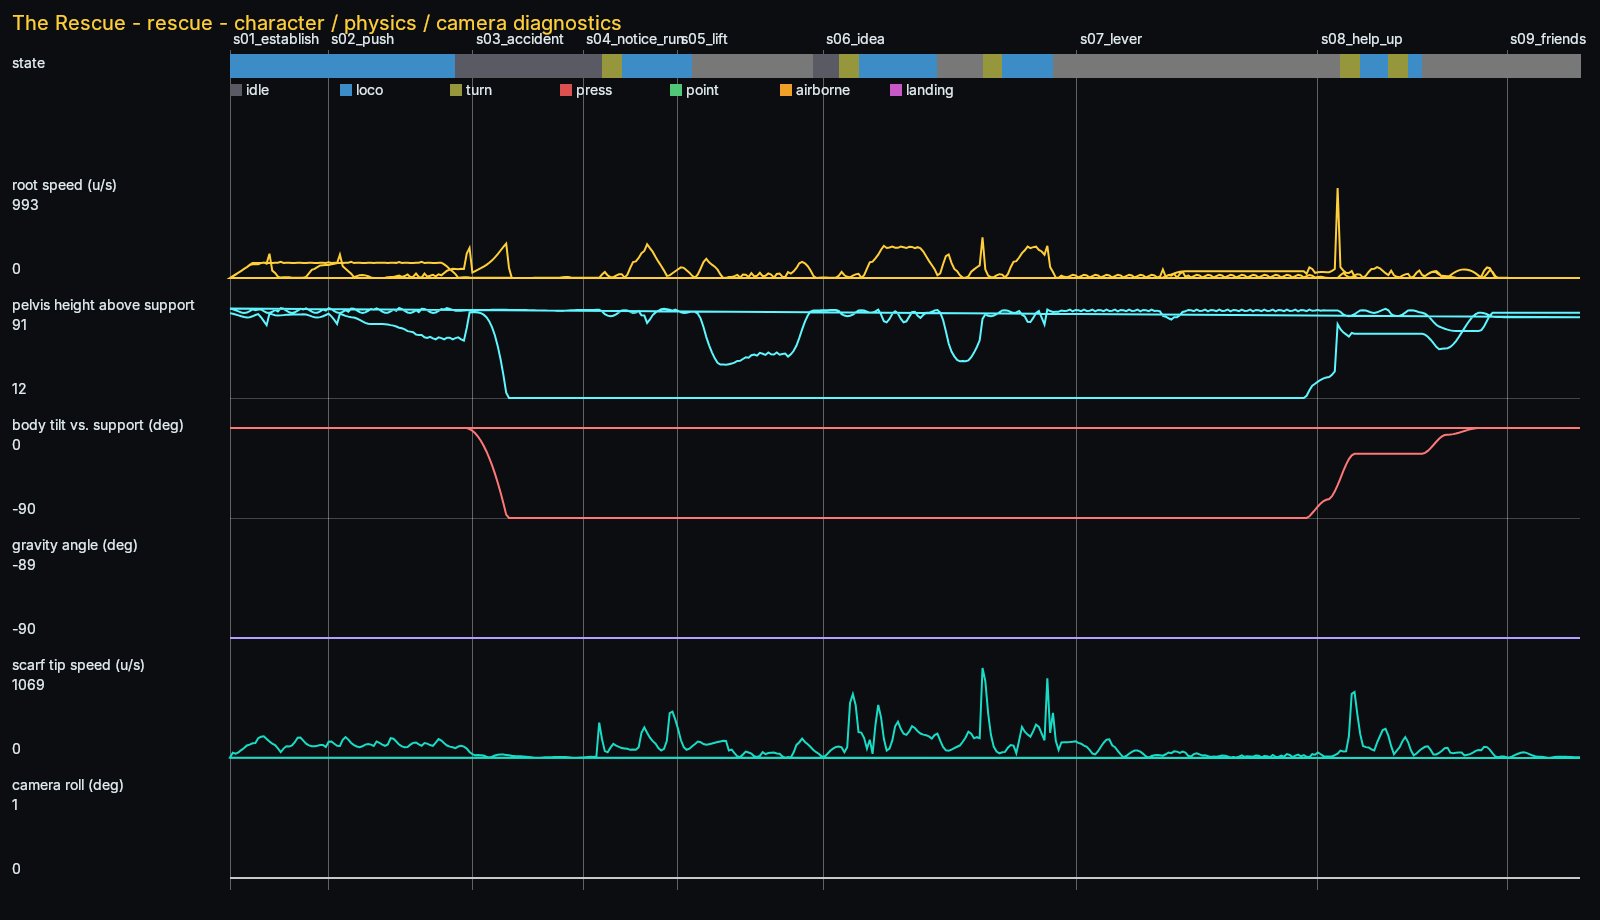 The Rescue - rescue - character / physics / camera diagnostics
s01_establish s02_push s03_accident s04_notice_run s05_lift s06_idea s07_lever s08_help_up s09_friends
state
idle loco turn press point airborne landing
root speed (u/s)
993
0
pelvis height above support
91
12
body tilt vs. support (deg)
0
-90
gravity angle (deg)
-89
-90
scarf tip speed (u/s)
1069
0
camera roll (deg)
1
0